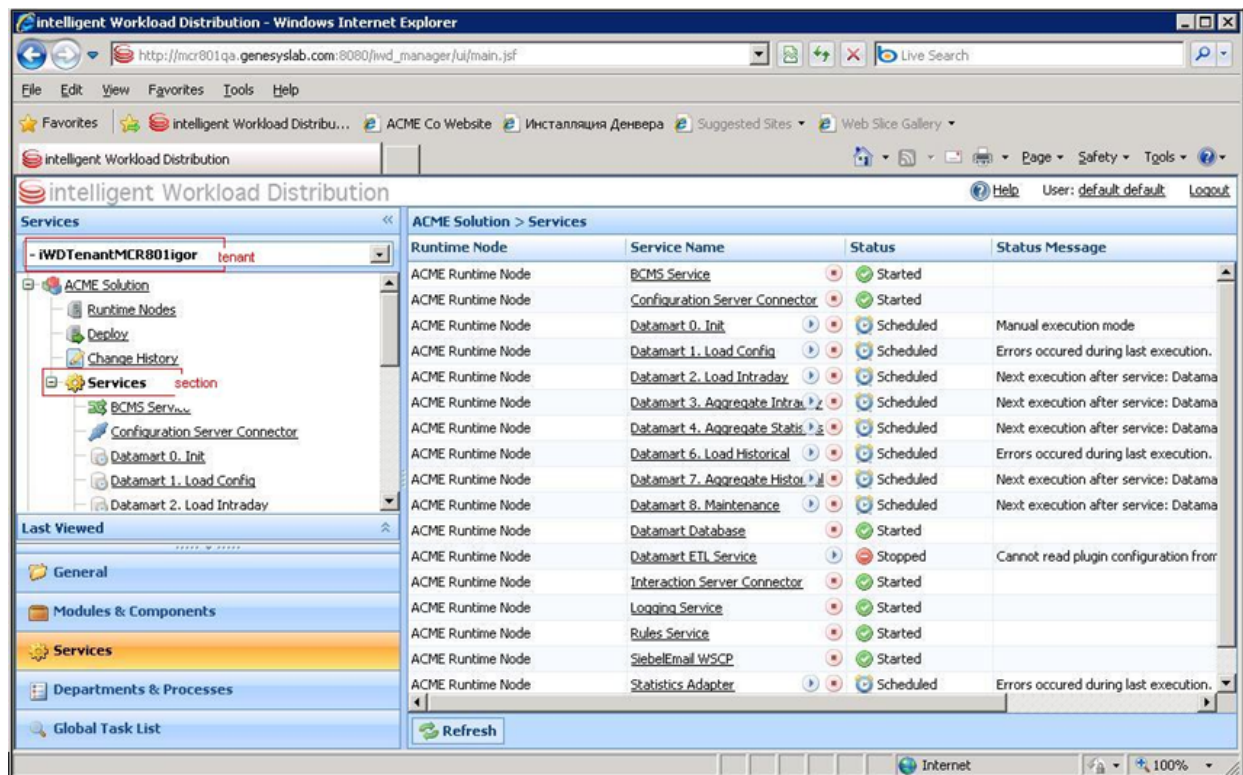 intelligent Workload Distribution - Windows Internet Explorer
http://mcr801qa.genesyslab.com:8080/iwd_manager/ui/main.jsf
Live Search
File Edit View Favorites Tools Help
Favorites intelligent Workload Distribu... ACME Co Website Инсталляция Денвера Suggested Sites Web Slice Gallery
intelligent Workload Distribution Page Safety Tools
intelligent Workload Distribution Help User: default default Logout
Services
- iWDTenantMCR801igor tenant
ACME Solution
Runtime Nodes
Deploy
Change History
Services section
BCMS
Configuration Server Connector
Datamart 0. Init
Datamart 1. Load Config
Datamart 2. Load Intraday
Last Viewed
General
Modules & Components
Services
Departments & Processes
Global Task List
ACME Solution > Services
Runtime Node Service Name Status Status Message
ACME Runtime Node BCMS Service Started
ACME Runtime Node Configuration Server Connector Started
ACME Runtime Node Datamart 0. Init Scheduled Manual execution mode
ACME Runtime Node Datamart 1. Load Config Scheduled Errors occured during last execution.
ACME Runtime Node Datamart 2. Load Intraday Scheduled Next execution after service: Datama
ACME Runtime Node Datamart 3. Aggregate Scheduled Next execution after service: Datama
ACME Runtime Node Datamart 4. Aggregate Scheduled Next execution after service: Datama
ACME Runtime Node Datamart 6. Load Historical Scheduled Errors occured during last execution.
ACME Runtime Node Datamart 7. Aggregate Scheduled Next execution after service: Datama
ACME Runtime Node Datamart 8. Maintenance Scheduled Next execution after service: Datama
ACME Runtime Node Datamart Database Started
ACME Runtime Node Datamart ETL Service Stopped Cannot read plugin configuration from
ACME Runtime Node Interaction Server Connector Started
ACME Runtime Node Logging Service Started
ACME Runtime Node Rules Service Started
ACME Runtime Node SiebelEmail WSCP Started
ACME Runtime Node Statistics Adapter Scheduled Errors occured during last execution.
Refresh
Internet 100%